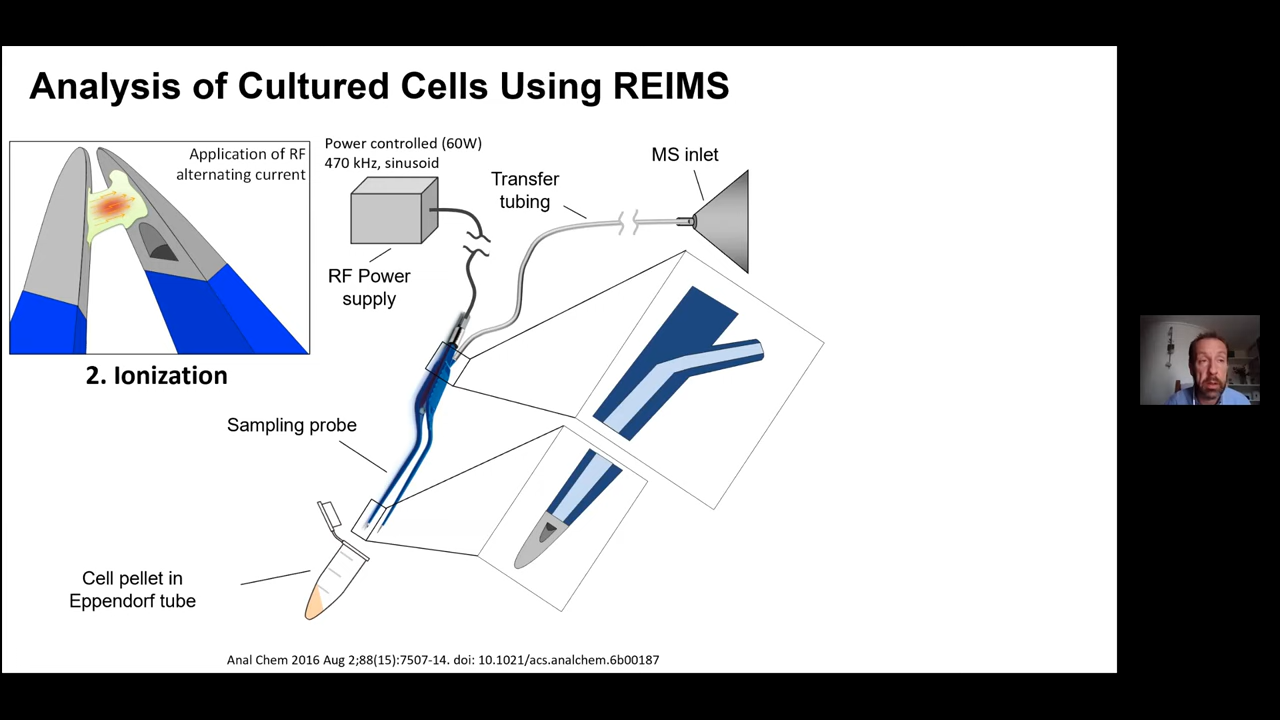 Analysis of Cultured Cells Using REIMS
Application of RF
alternating current
Power controlled (60W)
470 kHz, sinusoid
MS inlet
Transfer
tubing
RF Power
supply
2. Ionization
Sampling probe
Cell pellet in
Eppendorf tube
Anal Chem 2016 Aug 2;88(15):7507-14. doi: 10.1021/acs.analchem.6b00187